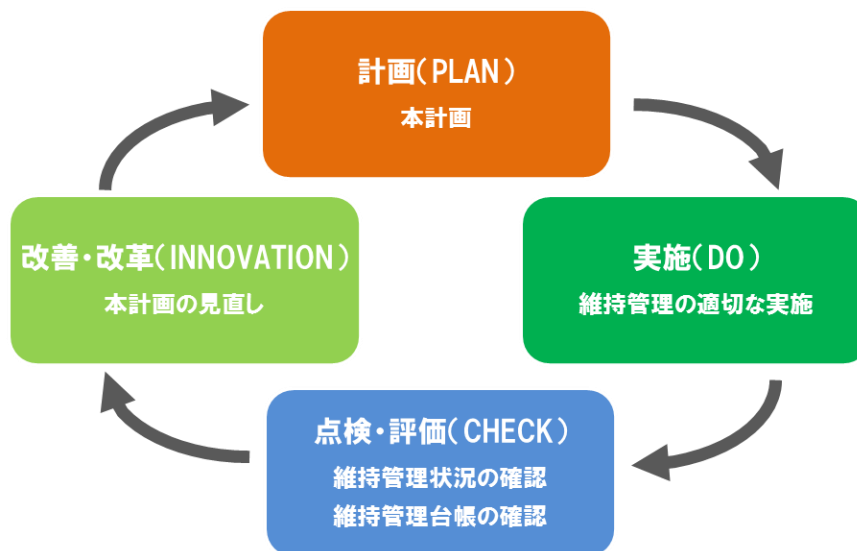 計画(PLAN)
本計画
実施(DO)
維持管理の適切な実施
点検・評価(CHECK)
維持管理状況の確認
維持管理台帳の確認
改善・改革(INNOVATION)
本計画の見直し